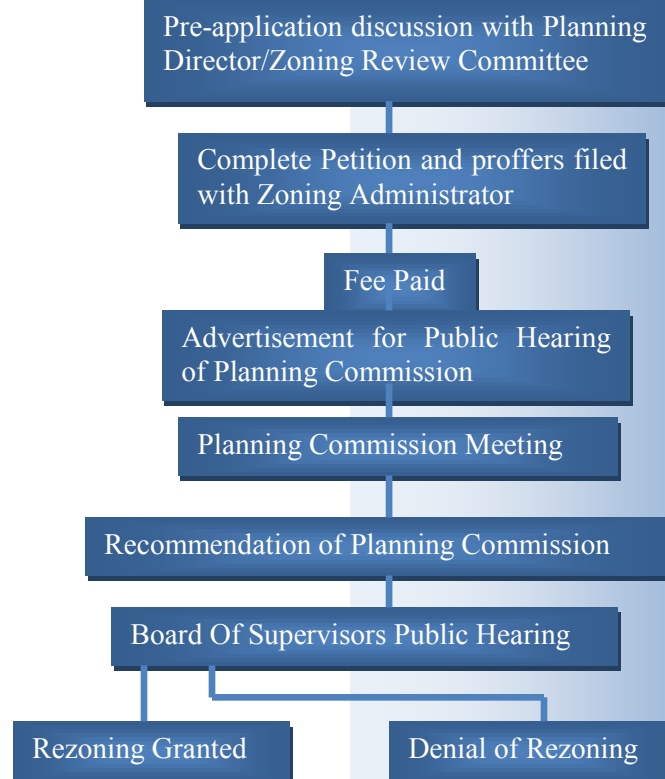 Pre-application discussion with Planning
Director/Zoning Review Committee
Complete Petition and proffers filed
with Zoning Administrator
Fee Paid
Advertisement for Public Hearing
of Planning Commission
Planning Commission Meeting
Recommendation of Planning Commission
Board Of Supervisors Public Hearing
Rezoning Granted
Denial of Rezoning